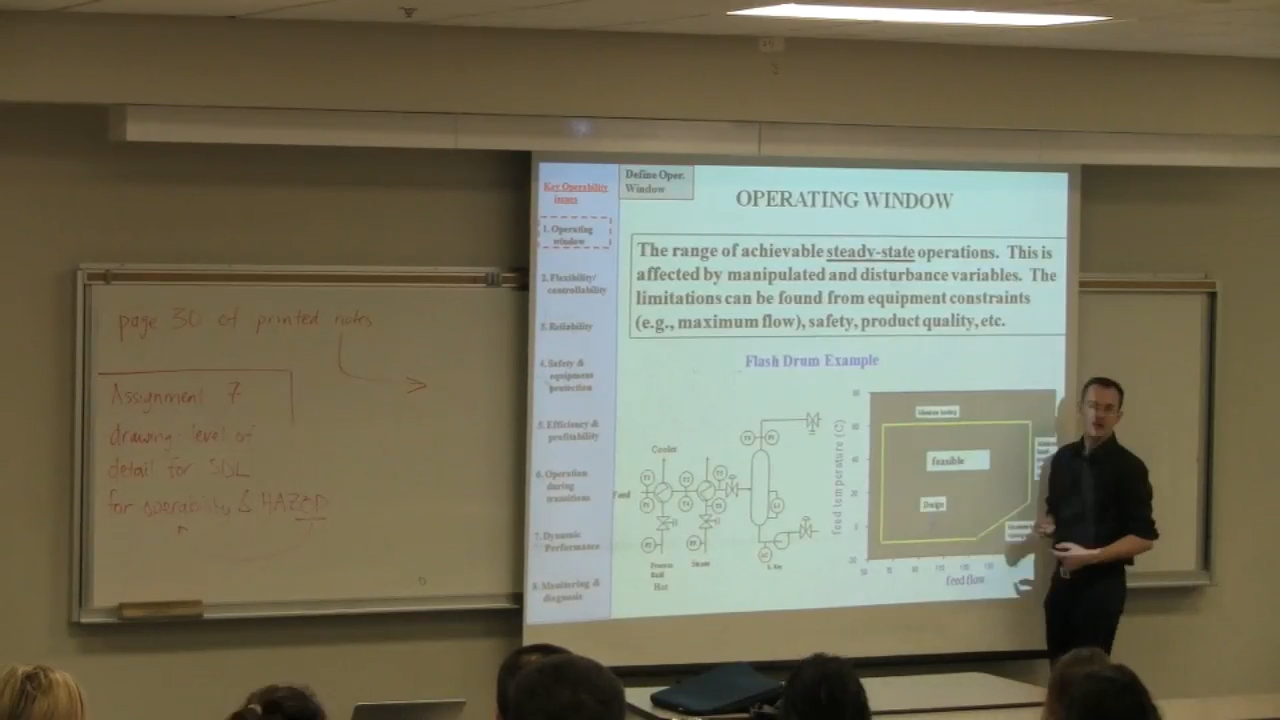 page 30 of printed notes
Assignment 7
drawing level of
detail for SDL
for operability & HAZOP
Key Operability
issues
1. Operating
window
2. Flexibility/
controllability
3. Reliability
4. Safety &
equipment
protection
5. Efficiency &
profitability
6. Operation
during
transitions
7. Dynamic
Performance
8. Monitoring &
diagnosis
Define Oper.
Window
OPERATING WINDOW
The range of achievable steady-state operations. This is
affected by manipulated and disturbance variables. The
limitations can be found from equipment constraints
(e.g., maximum flow), safety, product quality, etc.
Flash Drum Example
Cooler
Feed
Process
Hot
Steam
feed temperature (C)
feasible
Design
feed flow